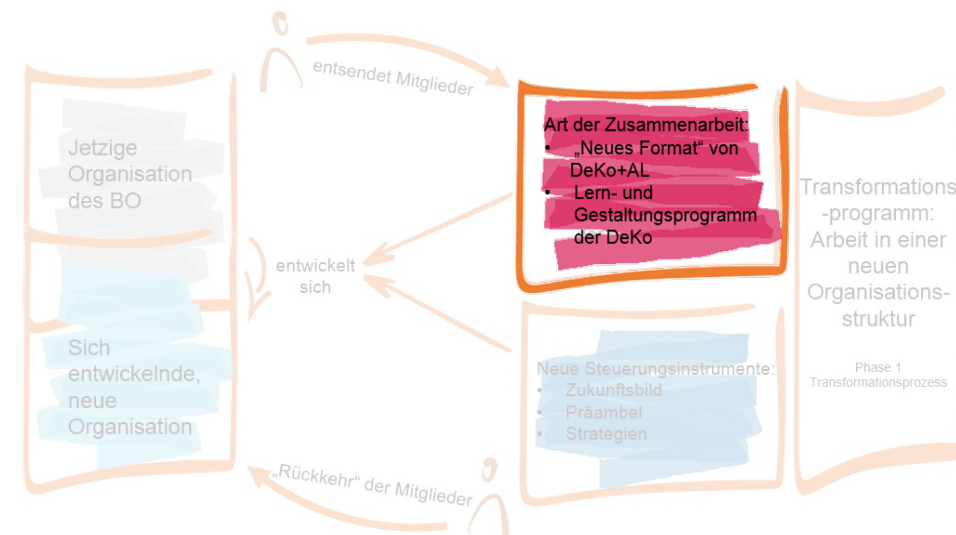 entsendet Mitglieder
Jetzige
Organisation
des BO
Art der Zusammenarbeit:
• „Neues Format“ von
DeKo+AL
• Lern- und
Gestaltungsprogramm
der DeKo
Transformations
-programm:
Arbeit in einer
neuen
Organisations-
struktur
Phase 1
Transformationsprozess
entwickelt
sich
Sich
entwickelnde,
neue
Organisation
Neue Steuerungsinstrumente:
• Zukunftsbild
• Präambel
• Strategien
„Rückkehr“ der Mitglieder